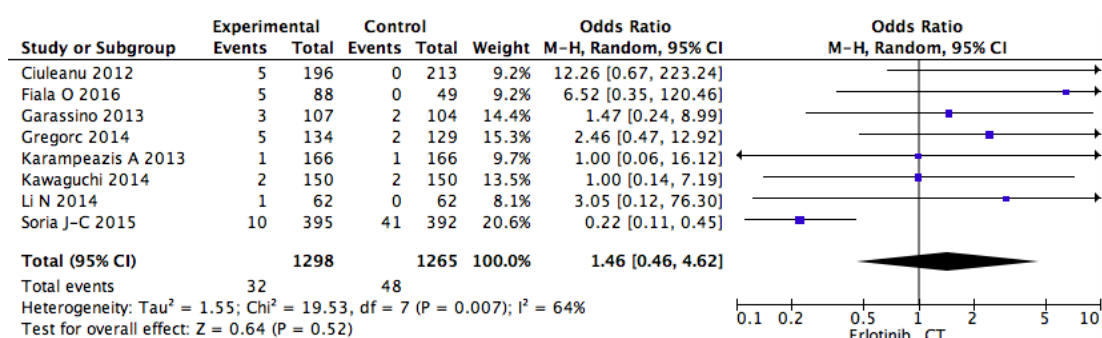 Experimental Control Odds Ratio Odds Ratio
Study or Subgroup Events Total Events Total Weight M-H, Random, 95% CI M-H, Random, 95% CI
Ciuleanu 2012 5 196 0 213 9.2% 12.26 [0.67, 223.24]
Fiala O 2016 5 88 0 49 9.2% 6.52 [0.35, 120.46]
Garassino 2013 3 107 2 104 14.4% 1.47 [0.24, 8.99]
Gregorc 2014 5 134 2 129 15.3% 2.46 [0.47, 12.92]
Karampeazis A 2013 1 166 1 166 9.7% 1.00 [0.06, 16.12]
Kawaguchi 2014 2 150 2 150 13.5% 1.00 [0.14, 7.19]
Li N 2014 1 62 0 62 8.1% 3.05 [0.12, 76.30]
Soria J-C 2015 10 395 41 392 20.6% 0.22 [0.11, 0.45]
Total (95% CI) 1298 1265 100.0% 1.46 [0.46, 4.62]
Total events 32 48
Heterogeneity: Tau² = 1.55; Chi² = 19.53, df = 7 (P = 0.007); I² = 64%
Test for overall effect: Z = 0.64 (P = 0.52)
0.1 0.2 0.5 1 2 5 10
Erlotinib CT